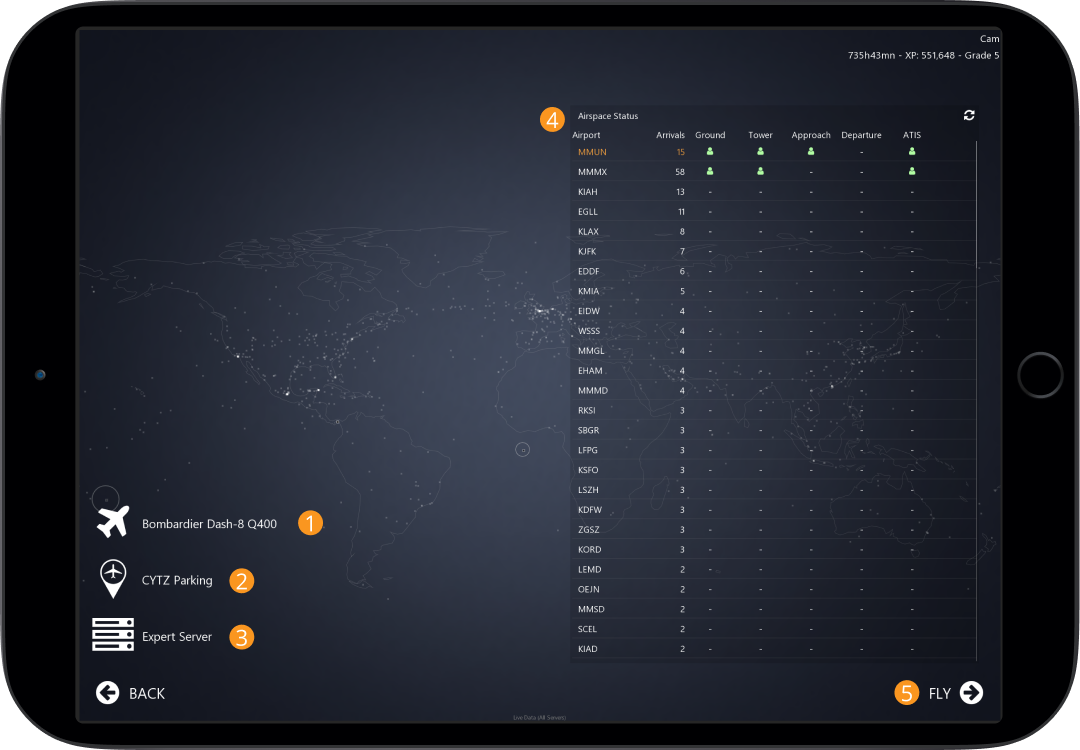 Cam
735h43mn - XP: 551,648 - Grade 5
4 Airspace Status
Airport Arrivals Ground Tower Approach Departure ATIS
MMUN 15 -
MMMX 58 - -
KIAH 13 - - - - -
EGLL 11 - - - - -
KLAX 8 - - - - -
KJFK 7 - - - - -
EDDF 6 - - - - -
KMIA 5 - - - - -
EIDW 4 - - - - -
WSSS 4 - - - - -
MMGL 4 - - - - -
EHAM 4 - - - - -
MMMD 4 - - - - -
RKSI 3 - - - - -
SBGR 3 - - - - -
LFPG 3 - - - - -
KSFO 3 - - - - -
LSZH 3 - - - - -
KDFW 3 - - - - -
ZGSZ 3 - - - - -
KORD 3 - - - - -
LEMD 2 - - - - -
OEJN 2 - - - - -
MMSD 2 - - - - -
SCEL 2 - - - - -
KIAD 2 - - - - -
Bombardier Dash-8 Q400 1
CYTZ Parking 2
Expert Server 3
BACK
5 FLY
Live Data (All Servers)